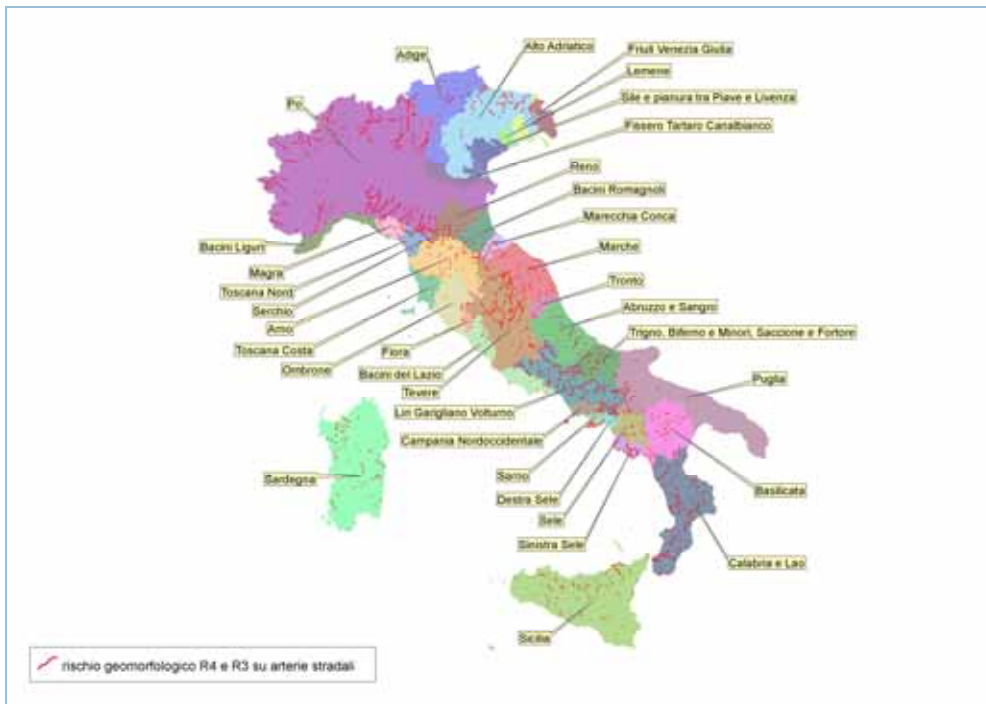 Adige
Alto Adriatico
Friuli Venezia Giulia
Lemene
Po
Sile e pianura tra Piave e Livenza
Fissero Tartaro Canalbianco
Reno
Bacini Romagnoli
Marecchia Conca
Bacini Liguri
Marche
Magra
Toscana Nord
Tronto
Serchio
Abruzzo e Sangro
Arno
Trigno, Biferno e Minori, Saccione e Fortore
Toscana Costa
Fiora
Ombrone
Bacini del Lazio
Puglia
Tevere
Liri Garigliano Volturno
Campania Nordoccidentale
Sarno
Sardegna
Basilicata
Destra Sele
Sele
Sinistra Sele
Calabria e Lao
Sicilia
rischio geomorfologico R4 e R3 su arterie stradali